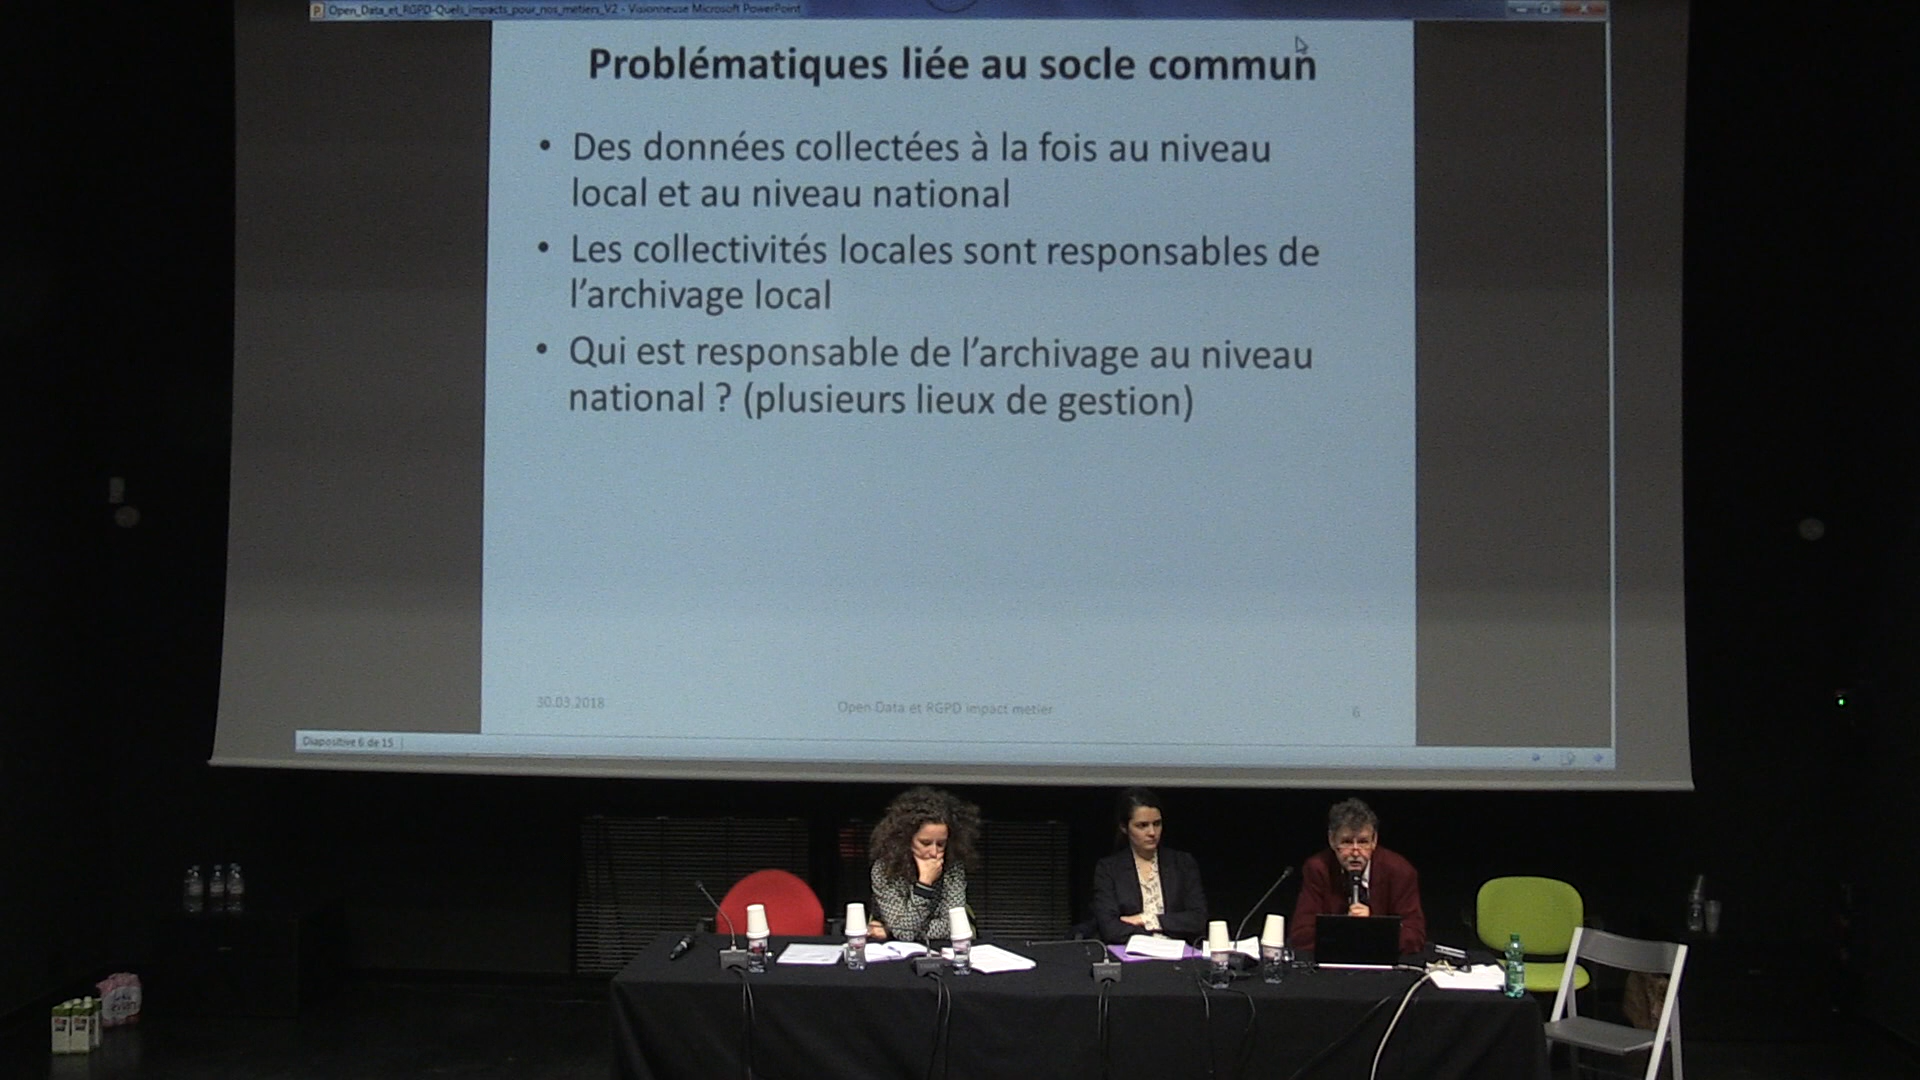 Open_Data_et_RGPD-Quels_impacts_pour_nos_metiers_V2 - Visionneuse Microsoft PowerPoint
Problématiques liée au socle commun
• Des données collectées à la fois au niveau
local et au niveau national
• Les collectivités locales sont responsables de
l'archivage local
• Qui est responsable de l'archivage au niveau
national ? (plusieurs lieux de gestion)
30.03.2018
Open Data et RGPD impact metier
6
Diapositive 6 de 15